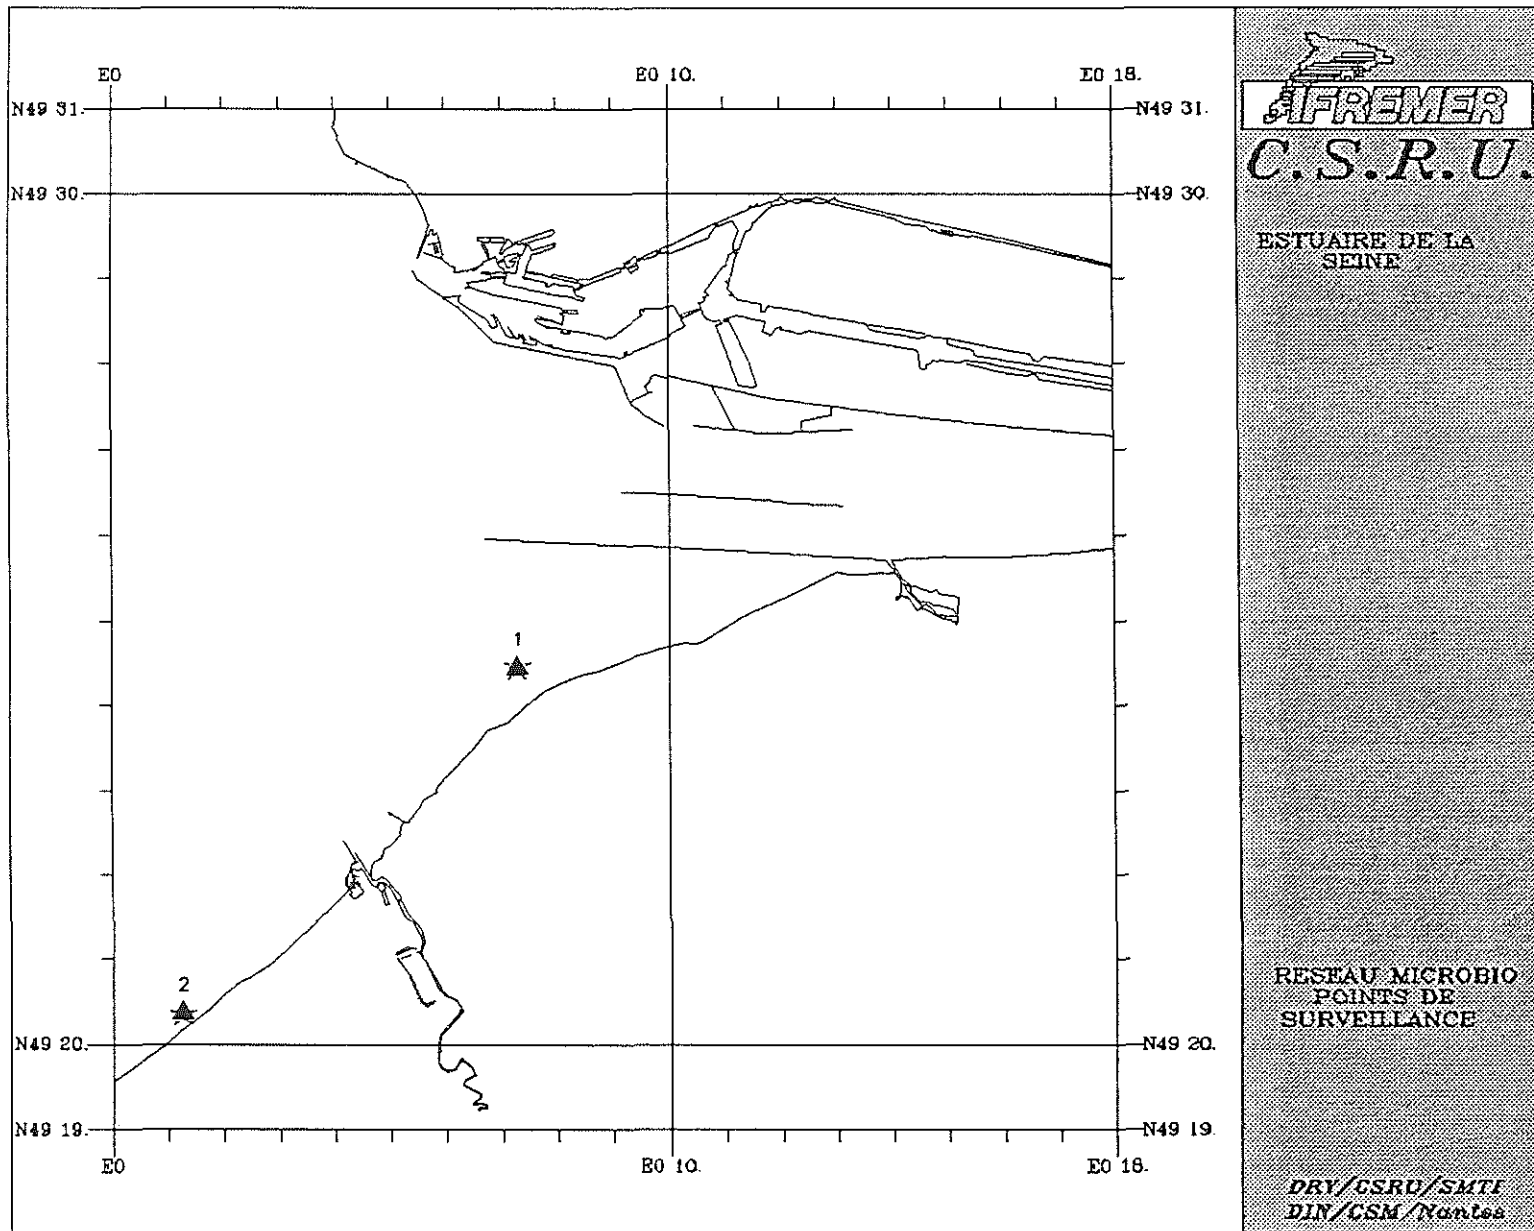 E0 E0 10. E0 18.
N49 31. N49 31.
N49 30. N49 30.
1
2
N49 20. N49 20.
N49 19. N49 19.
E0 E0 10. E0 18.
IFREMER
C.S.R.U.
ESTUAIRE DE LA
SEINE
RESEAU MICROBIO
POINTS DE
SURVEILLANCE
DRV/CSRU/SMTI
DIN/CSM/Nantes